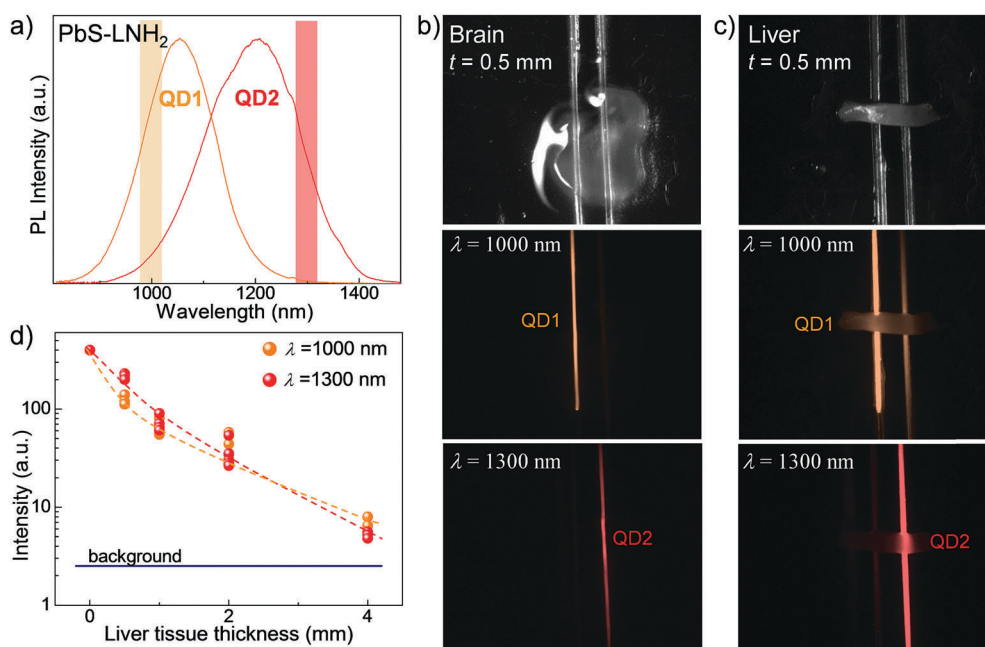 a)
PbS-LNH₂
QD1
QD2
PL Intensity (a.u.)
1000
1200
1400
Wavelength (nm)
b)
Brain
t = 0.5 mm
λ = 1000 nm
QD1
λ = 1300 nm
QD2
c)
Liver
t = 0.5 mm
λ = 1000 nm
QD1
λ = 1300 nm
QD2
d)
λ =1000 nm
λ =1300 nm
Intensity (a.u.)
100
10
1
background
0
2
4
Liver tissue thickness (mm)